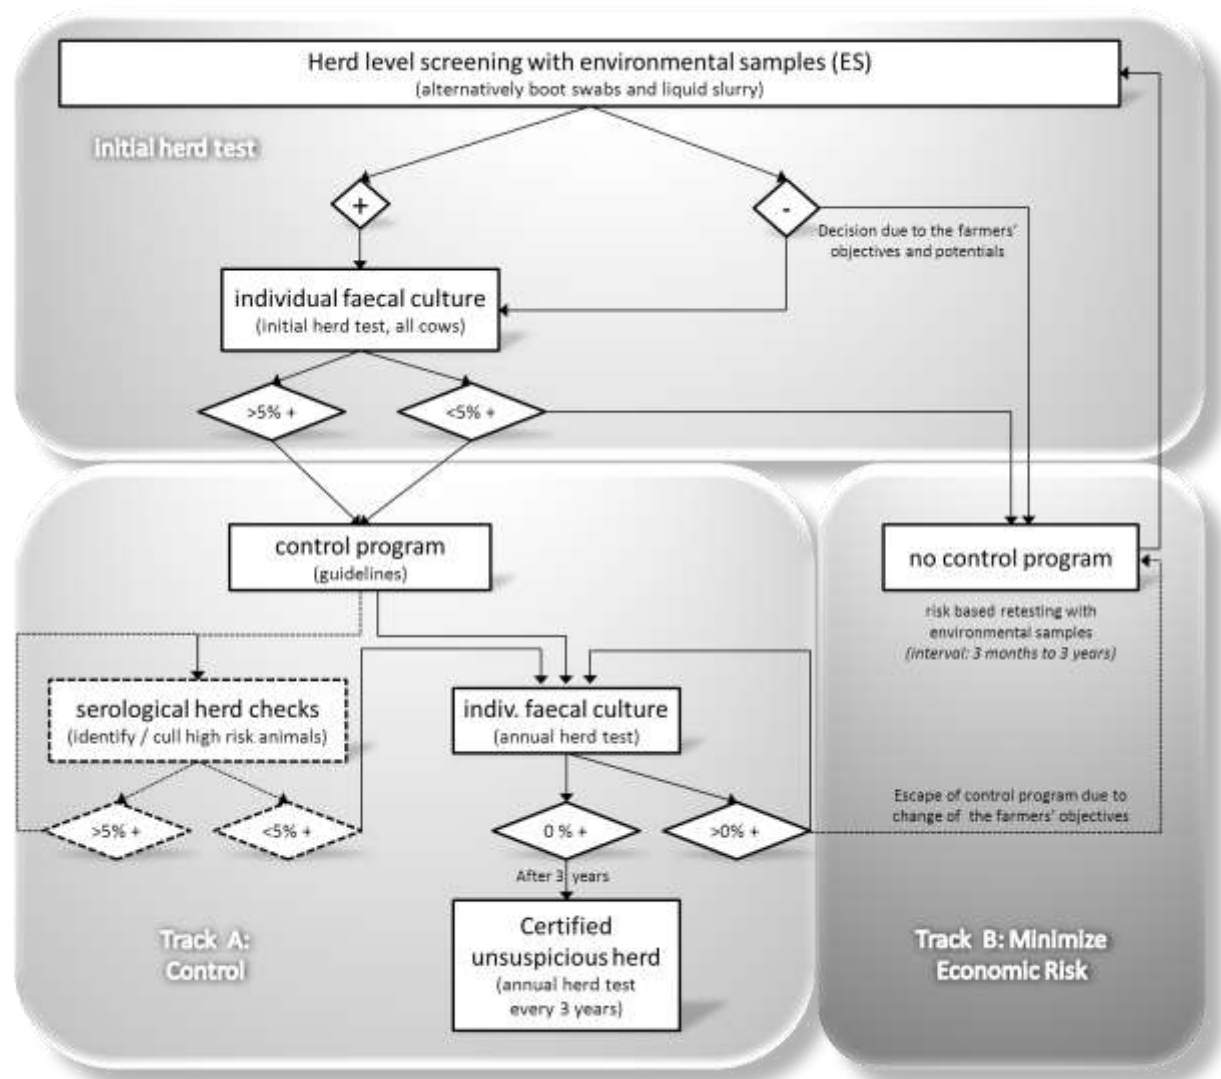 Herd level screening with environmental samples (ES)
(alternatively boot swabs and liquid slurry)
initial herd test
+
-
Decision due to the farmers'
objectives and potentials
individual faecal culture
(initial herd test, all cows)
>5% +
<5% +
control program
(guidelines)
no control program
risk based retesting with
environmental samples
(interval: 3 months to 3 years)
serological herd checks
(identify / cull high risk animals)
indiv. faecal culture
(annual herd test)
>5% +
<5% +
0 % +
>0% +
Escape of control program due to
change of the farmers' objectives
After 3 years
Certified
unsuspicious herd
(annual herd test
every 3 years)
Track A:
Control
Track B: Minimize
Economic Risk